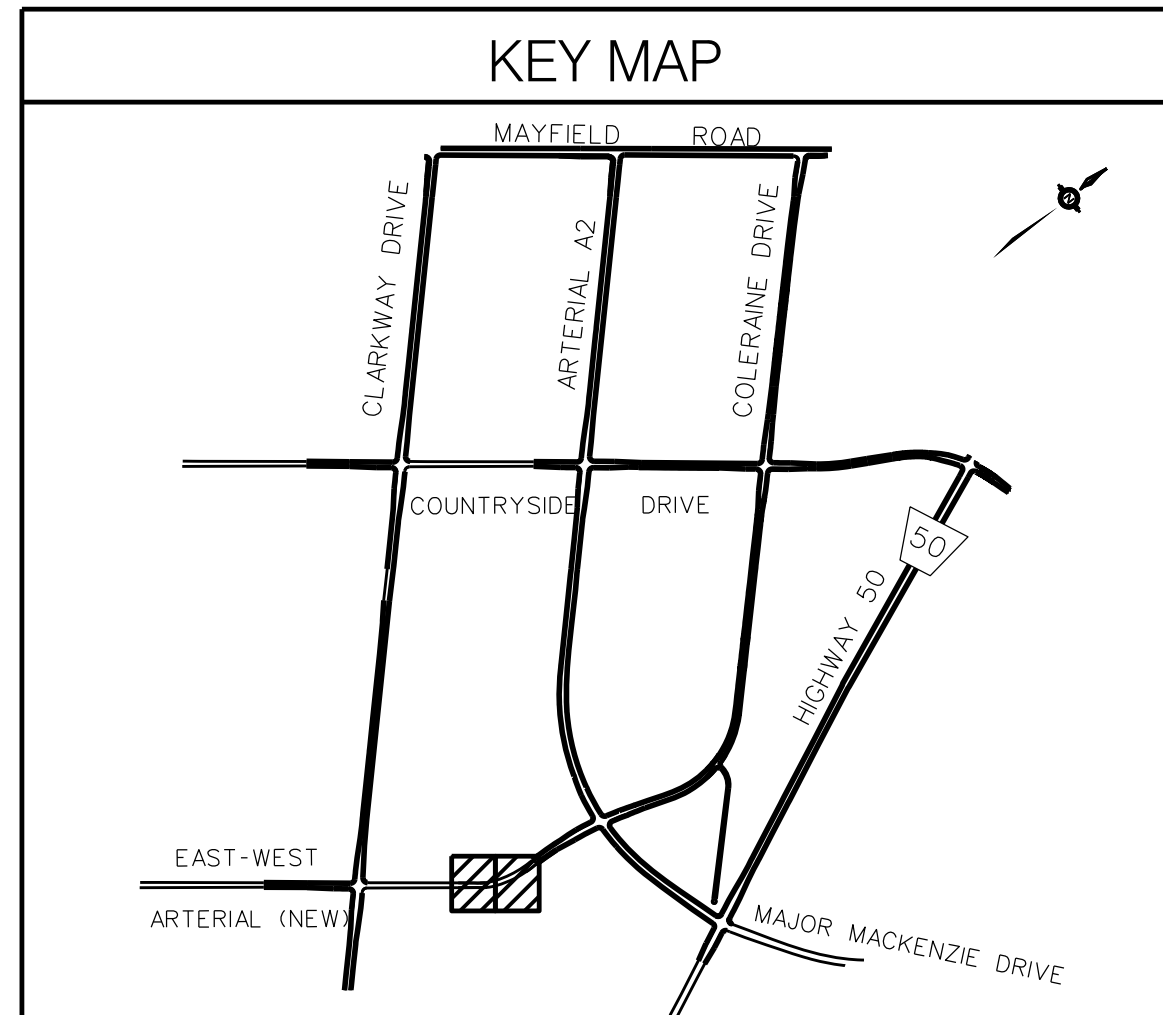 KEY MAP
MAYFIELD ROAD
N
CLARKWAY DRIVE
ARTERIAL A2
COLERAINE DRIVE
COUNTRYSIDE DRIVE
50
HIGHWAY 50
EAST-WEST
ARTERIAL (NEW)
MAJOR MACKENZIE DRIVE